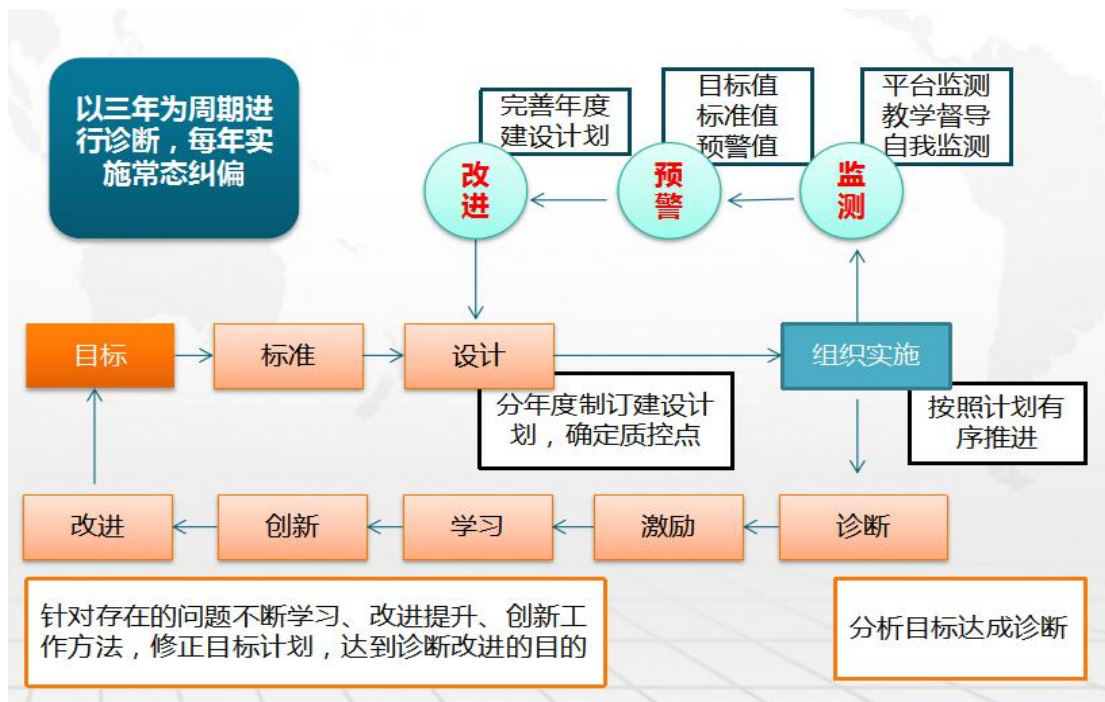 以三年为周期进
行诊断，每年实
施常态纠偏
完善年度
建设计划
目标值
标准值
预警值
平台监测
教学督导
自我监测
改
进
预
警
监
测
目标
标准
设计
组织实施
分年度制订建设计
划，确定质控点
按照计划有
序推进
改进
创新
学习
激励
诊断
针对存在的问题不断学习、改进提升、创新工
作方法，修正目标计划，达到诊断改进的目的
分析目标达成诊断